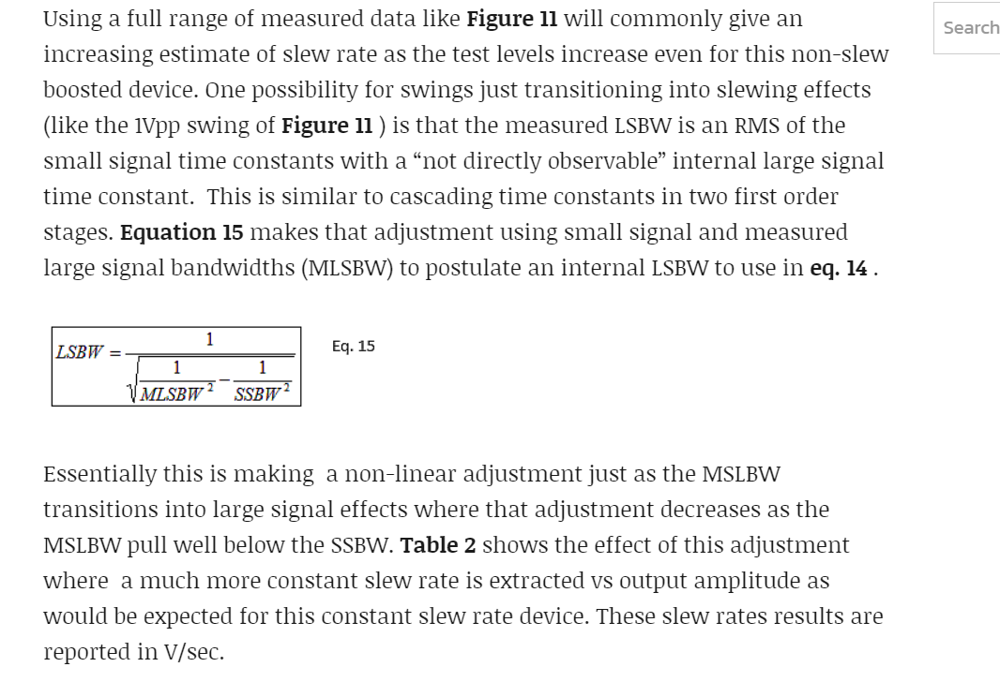 Using a full range of measured data like Figure 11 will commonly give an
Search
increasing estimate of slew rate as the test levels increase even for this non-slew
boosted device. One possibility for swings just transitioning into slewing effects
(like the 1Vpp swing of Figure 11 ) is that the measured LSBW is an RMS of the
small signal time constants with a “not directly observable” internal large signal
time constant.  This is similar to cascading time constants in two first order
stages. Equation 15 makes that adjustment using small signal and measured
large signal bandwidths (MLSBW) to postulate an internal LSBW to use in eq. 14 .
LSBW = 1 / √(1/MLSBW² − 1/SSBW²)
Eq. 15
Essentially this is making  a non-linear adjustment just as the MSLBW
transitions into large signal effects where that adjustment decreases as the
MSLBW pull well below the SSBW. Table 2 shows the effect of this adjustment
where  a much more constant slew rate is extracted vs output amplitude as
would be expected for this constant slew rate device. These slew rates results are
reported in V/sec.